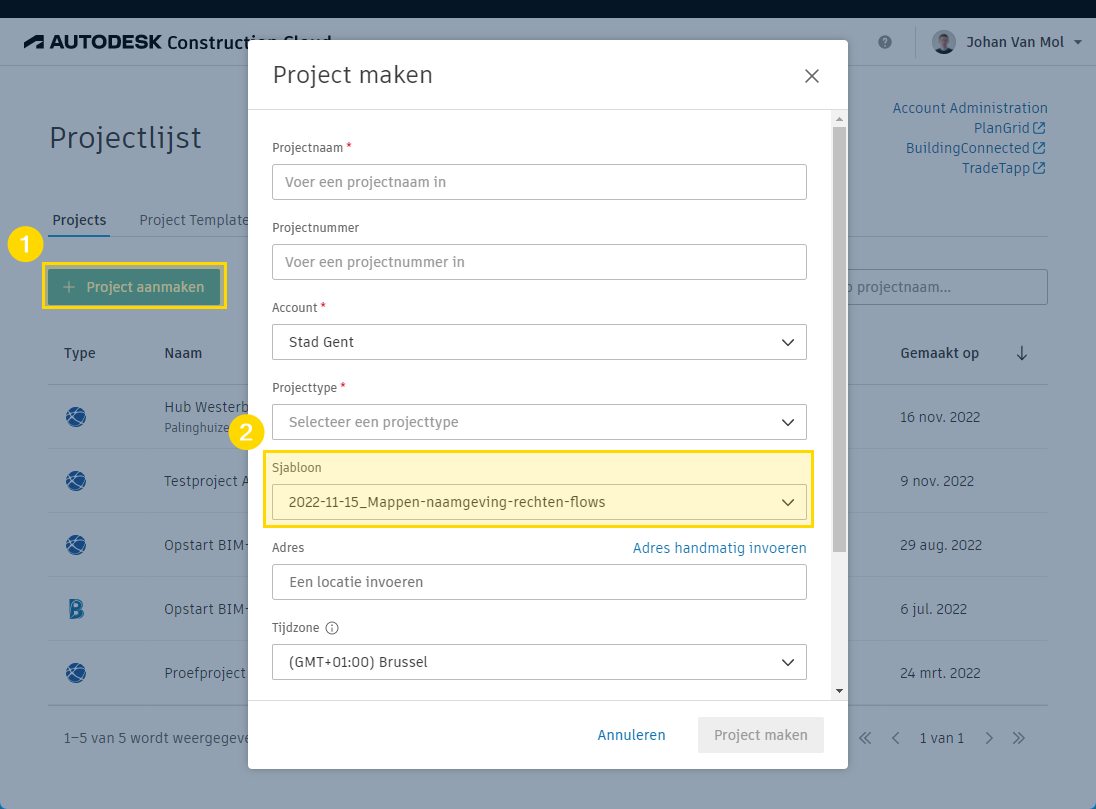 AUTODESK Construction Cloud
Johan Van Mol
Projectlijst
Account Administration
PlanGrid
BuildingConnected
TradeTapp
Projects
Project Template
1
+ Project aanmaken
projectnaam...
Type
Naam
Gemaakt op
Hub Westerb
Palinghuize
16 nov. 2022
Testproject A
9 nov. 2022
Opstart BIM-
29 aug. 2022
Opstart BIM-
6 jul. 2022
Proefproject
24 mrt. 2022
1–5 van 5 wordt weergegeve
1 van 1
Project maken
Projectnaam *
Voer een projectnaam in
Projectnummer
Voer een projectnummer in
Account *
Stad Gent
Projecttype *
Selecteer een projecttype
2
Sjabloon
2022-11-15_Mappen-naamgeving-rechten-flows
Adres
Adres handmatig invoeren
Een locatie invoeren
Tijdzone
(GMT+01:00) Brussel
Annuleren
Project maken